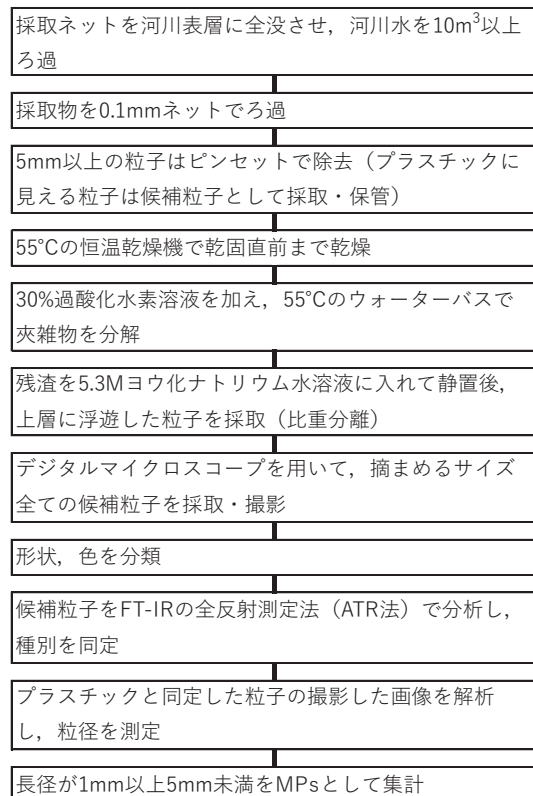 採取ネットを河川表層に全没させ，河川水を10m³以上
ろ過
採取物を0.1mmネットでろ過
5mm以上の粒子はピンセットで除去（プラスチックに
見える粒子は候補粒子として採取・保管）
55°Cの恒温乾燥機で乾固直前まで乾燥
30%過酸化水素溶液を加え，55°Cのウォーターバスで
夾雑物を分解
残渣を5.3Mヨウ化ナトリウム水溶液に入れて静置後，
上層に浮遊した粒子を採取（比重分離）
デジタルマイクロスコープを用いて，摘まめるサイズ
全ての候補粒子を採取・撮影
形状，色を分類
候補粒子をFT-IRの全反射測定法（ATR法）で分析し，
種別を同定
プラスチックと同定した粒子の撮影した画像を解析
し，粒径を測定
長径が1mm以上5mm未満をMPsとして集計